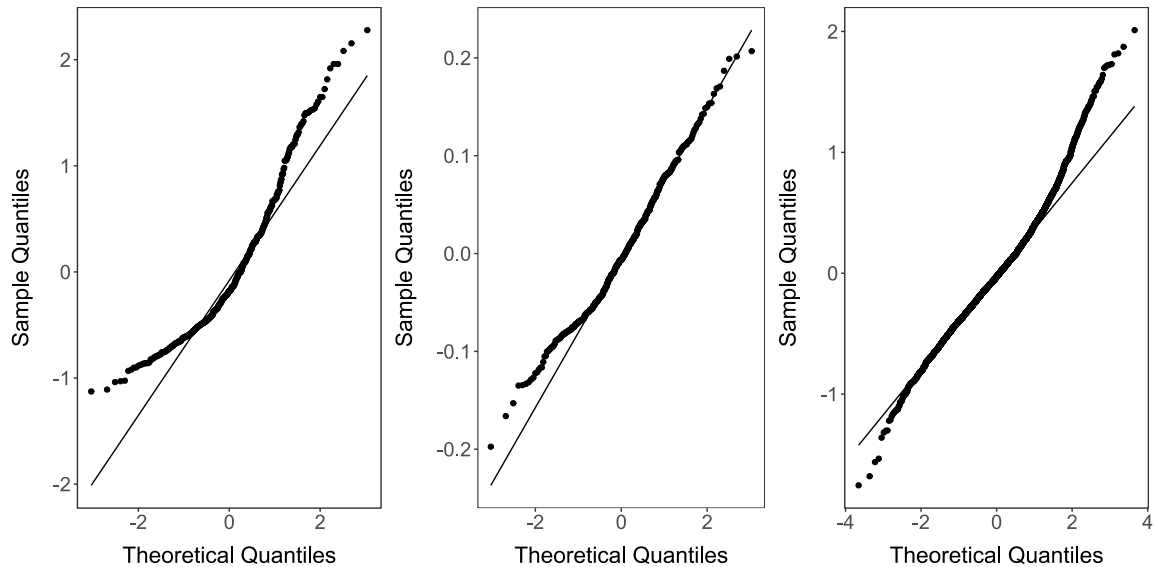 Sample Quantiles
2
1
0
-1
-2
-2 0 2
Theoretical Quantiles
Sample Quantiles
0.2
0.1
0.0
-0.1
-0.2
-2 0 2
Theoretical Quantiles
Sample Quantiles
2
1
0
-1
-4 -2 0 2 4
Theoretical Quantiles